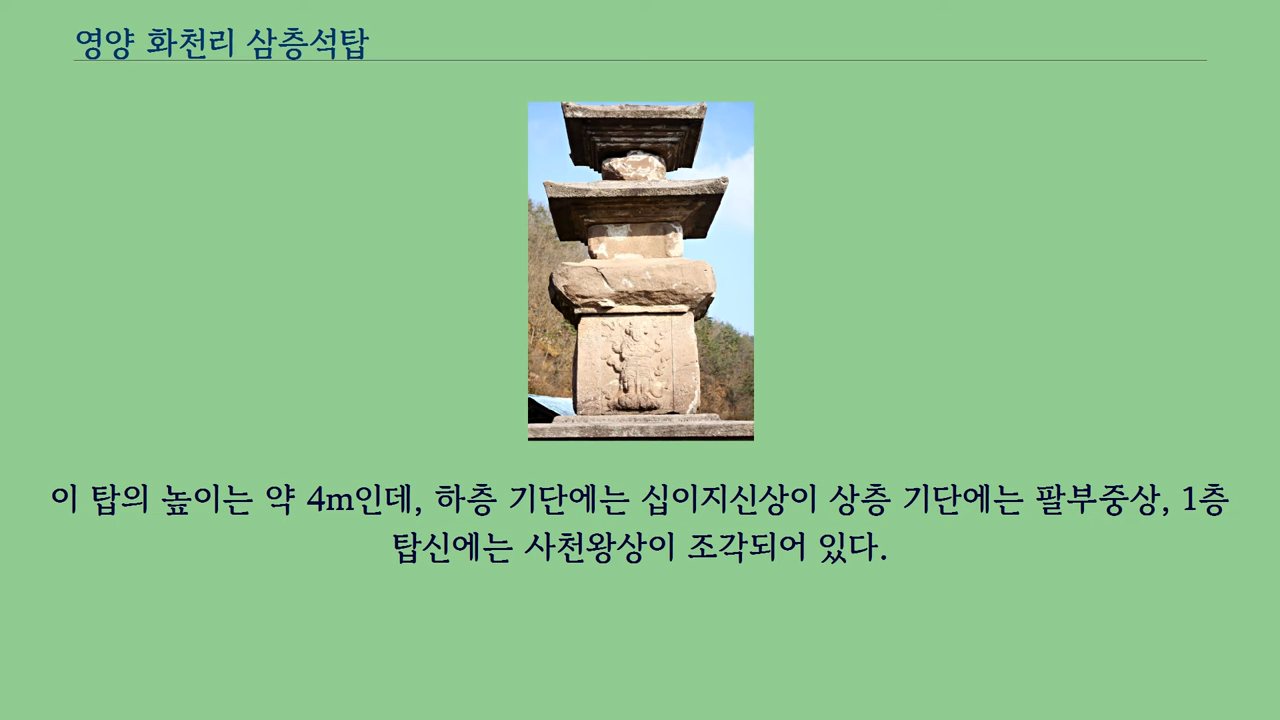 영양 화천리 삼층석탑
이 탑의 높이는 약 4m인데, 하층 기단에는 십이지신상이 상층 기단에는 팔부중상, 1층
탑신에는 사천왕상이 조각되어 있다.